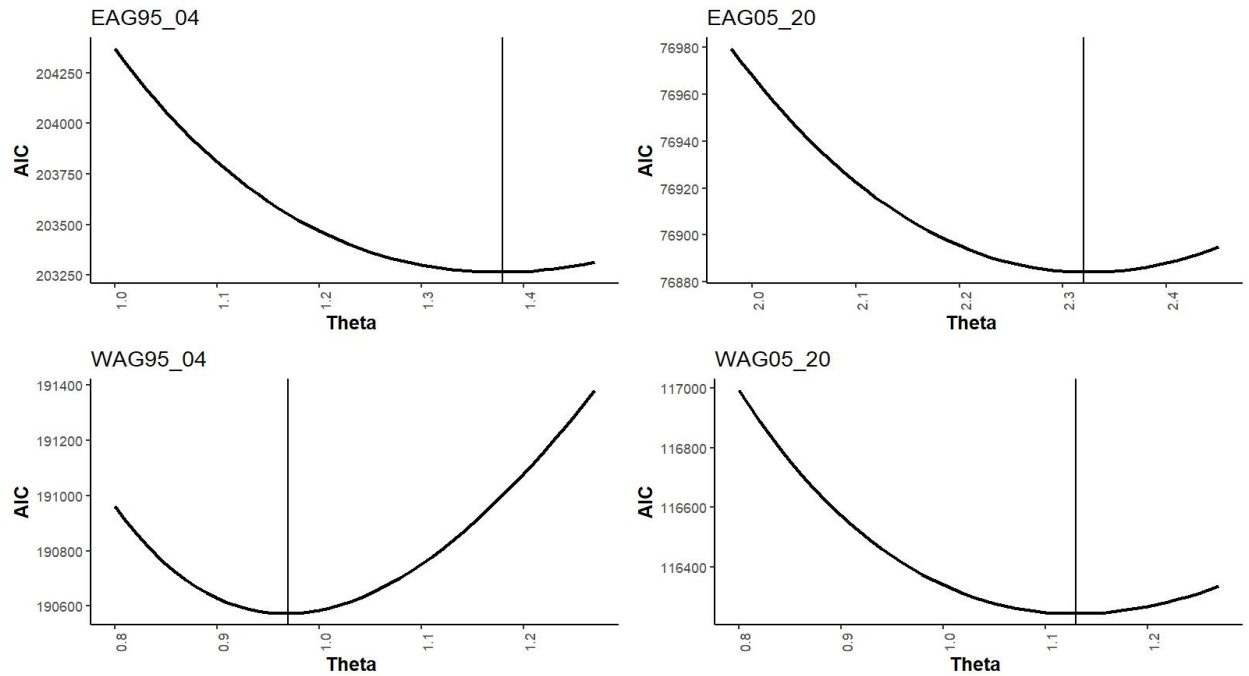 EAG95_04
204250
204000
203750
203500
203250
AIC
1.0 1.1 1.2 1.3 1.4
Theta
EAG05_20
76980
76960
76940
76920
76900
76880
AIC
2.0 2.1 2.2 2.3 2.4
Theta
WAG95_04
191400
191200
191000
190800
190600
AIC
0.8 0.9 1.0 1.1 1.2
Theta
WAG05_20
117000
116800
116600
116400
AIC
0.8 0.9 1.0 1.1 1.2
Theta